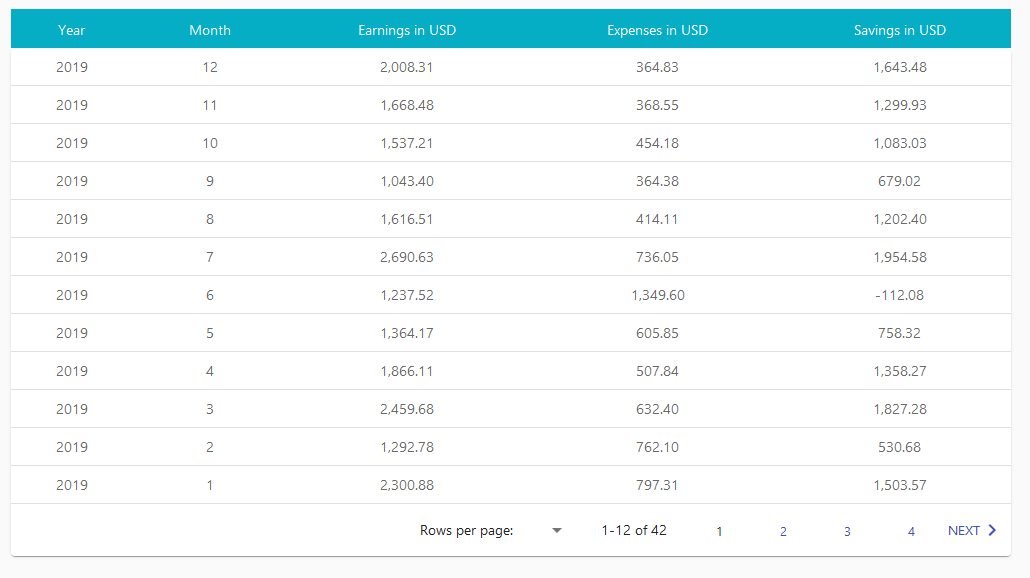 Year Month Earnings in USD Expenses in USD Savings in USD
2019 12 2,008.31 364.83 1,643.48
2019 11 1,668.48 368.55 1,299.93
2019 10 1,537.21 454.18 1,083.03
2019 9 1,043.40 364.38 679.02
2019 8 1,616.51 414.11 1,202.40
2019 7 2,690.63 736.05 1,954.58
2019 6 1,237.52 1,349.60 -112.08
2019 5 1,364.17 605.85 758.32
2019 4 1,866.11 507.84 1,358.27
2019 3 2,459.68 632.40 1,827.28
2019 2 1,292.78 762.10 530.68
2019 1 2,300.88 797.31 1,503.57
Rows per page: 1-12 of 42 1 2 3 4 NEXT